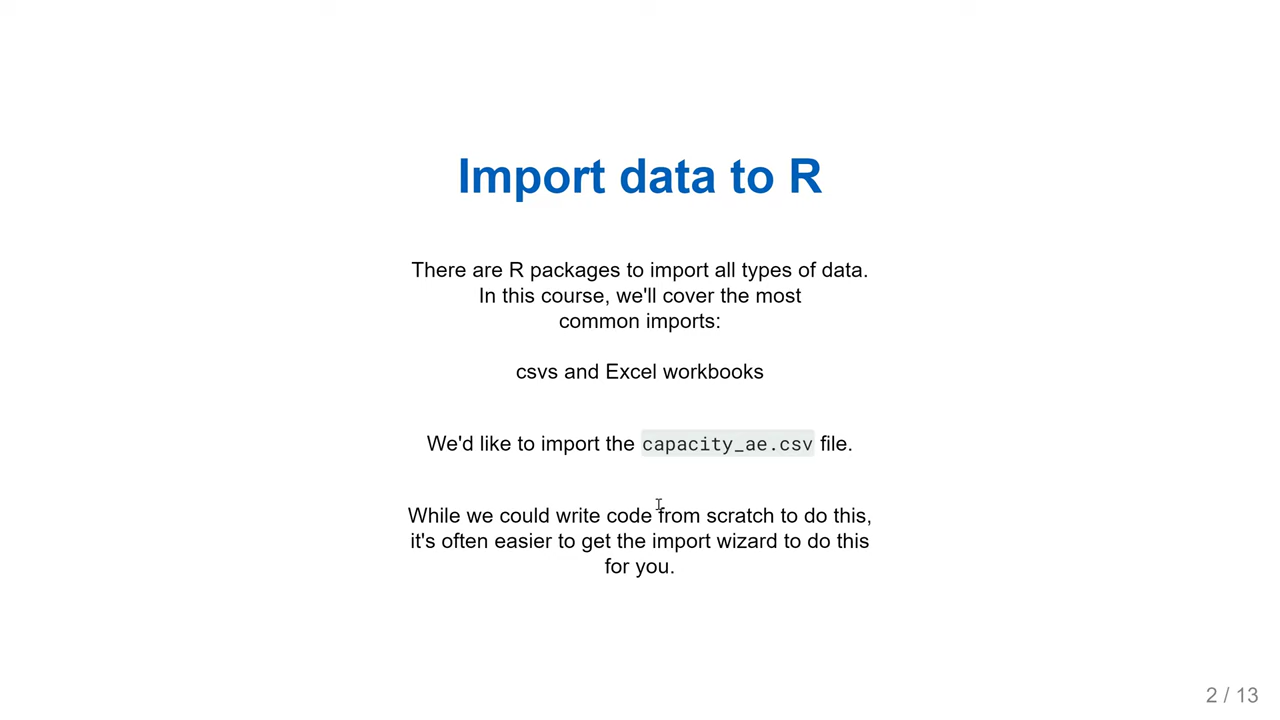 Import data to R
There are R packages to import all types of data.
In this course, we'll cover the most
common imports:
csvs and Excel workbooks
We'd like to import the capacity_ae.csv file.
While we could write code from scratch to do this,
it's often easier to get the import wizard to do this
for you.
2 / 13